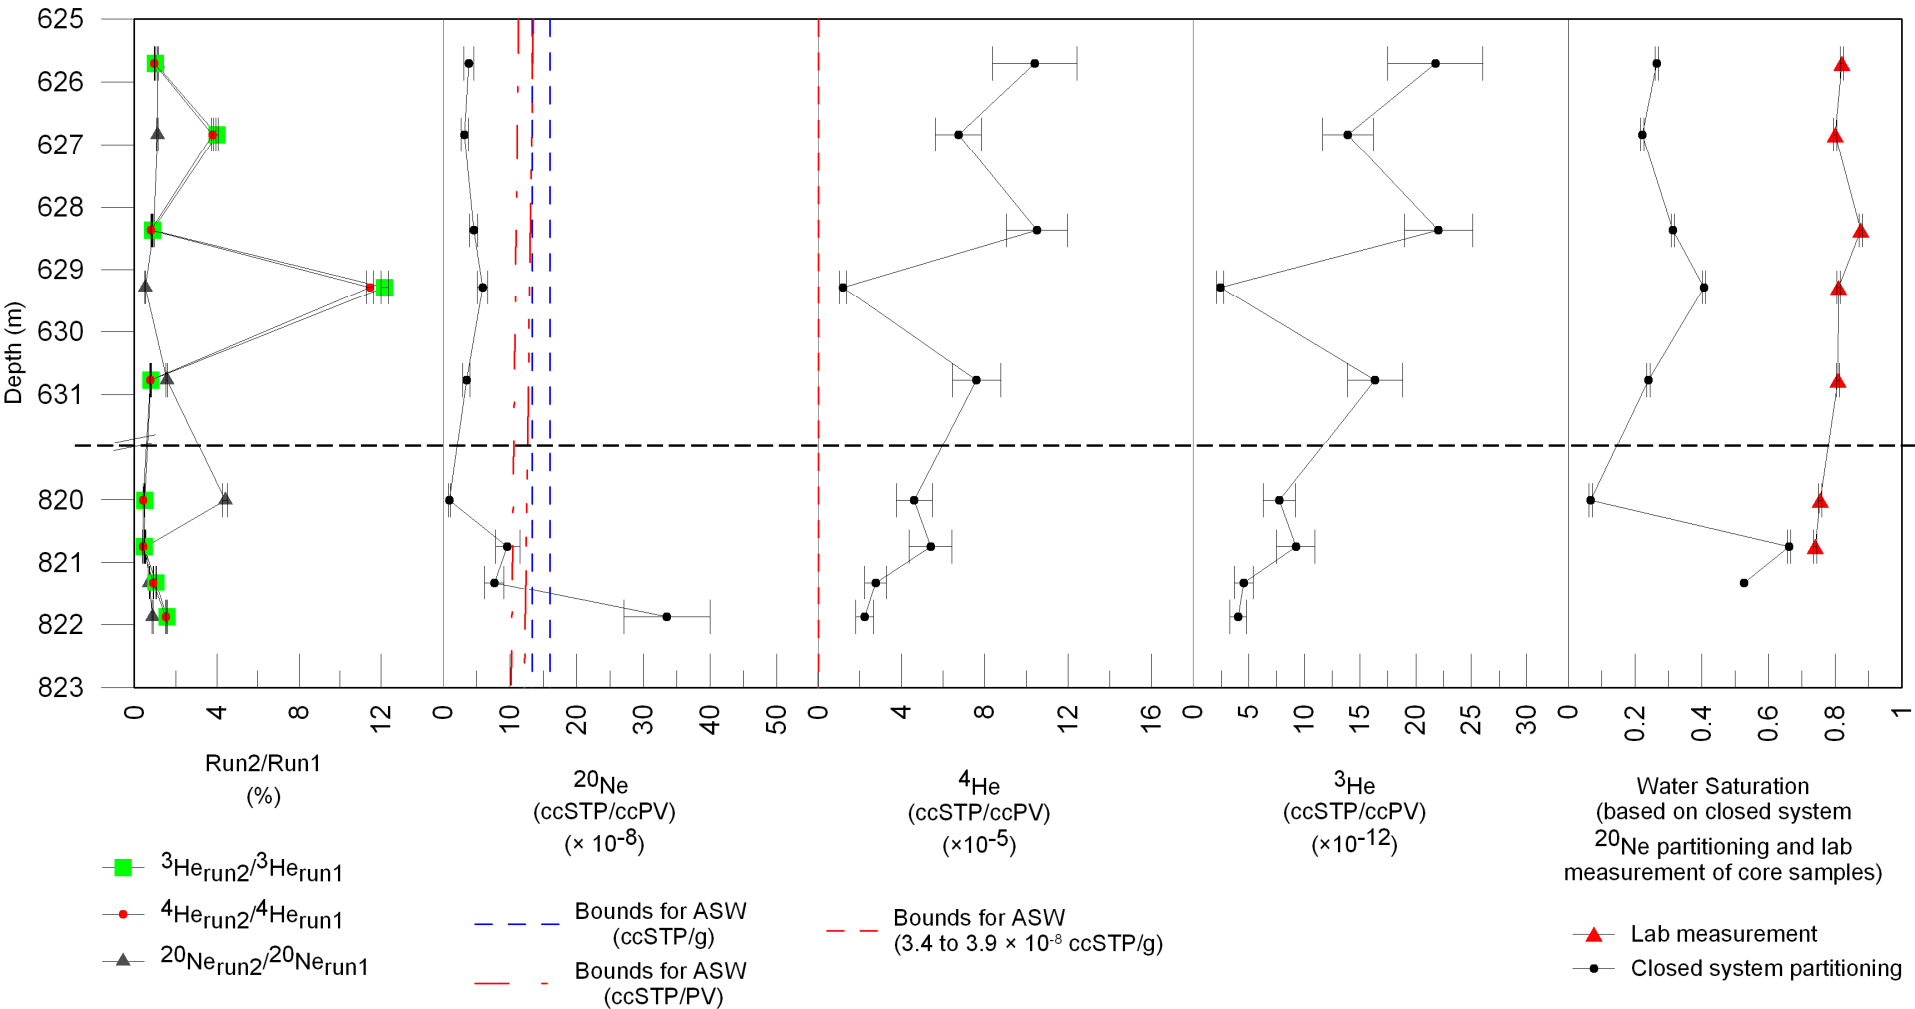 Depth (m)
625
626
627
628
629
630
631
820
821
822
823
0 4 8 12
0 10 20 30 40 50
0 4 8 12 16
0 5 10 15 20 25 30
0 0.2 0.4 0.6 0.8 1
Run2/Run1
(%)
20Ne
(ccSTP/ccPV)
(× 10-8)
4He
(ccSTP/ccPV)
(×10-5)
3He
(ccSTP/ccPV)
(×10-12)
Water Saturation
(based on closed system
20Ne partitioning and lab
measurement of core samples)
3Herun2/3Herun1
4Herun2/4Herun1
20Nerun2/20Nerun1
Bounds for ASW
(ccSTP/g)
Bounds for ASW
(ccSTP/PV)
Bounds for ASW
(3.4 to 3.9 × 10-8 ccSTP/g)
Lab measurement
Closed system partitioning